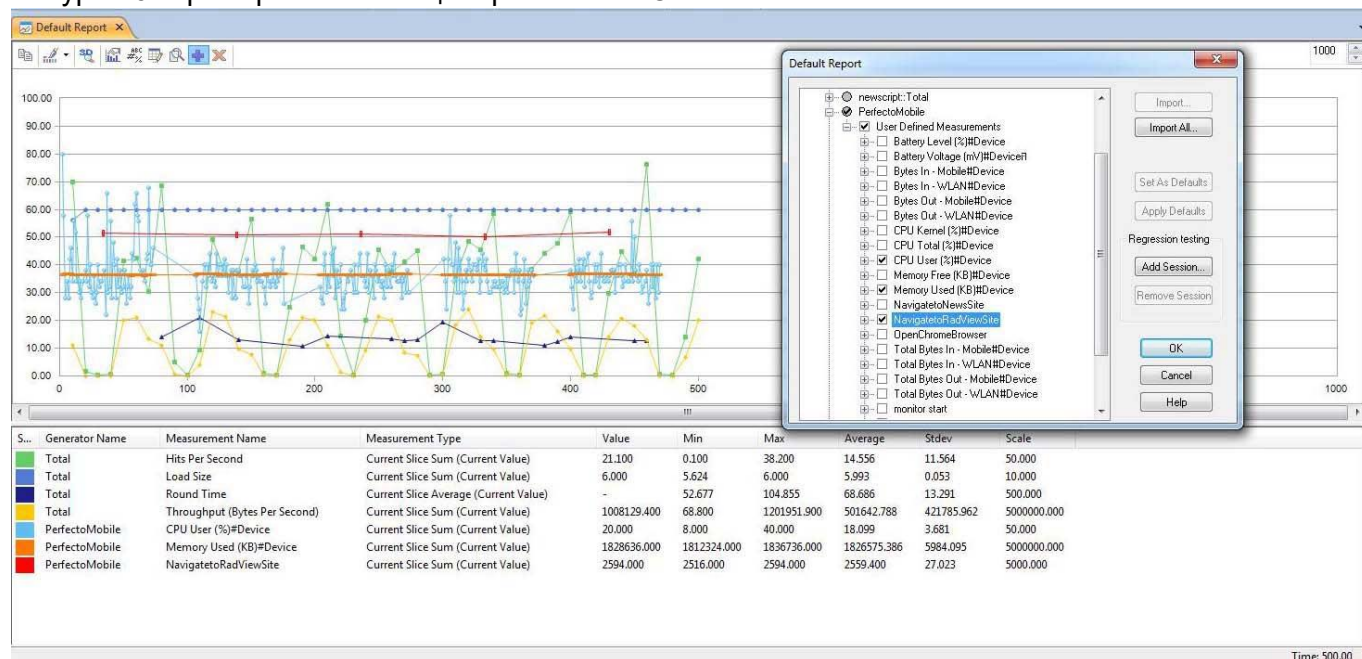 Default Report
1000
100.00
90.00
80.00
70.00
60.00
50.00
40.00
30.00
20.00
10.00
0.00
0 100 200 300 400 500 1000
Default Report
newscript::Total
PerfectoMobile
User Defined Measurements
Battery Level (%)#Device
Battery Voltage (mV)#Device
Bytes In - Mobile#Device
Bytes In - WLAN#Device
Bytes Out - Mobile#Device
Bytes Out - WLAN#Device
CPU Kernel (%)#Device
CPU Total (%)#Device
CPU User (%)#Device
Memory Free (KB)#Device
Memory Used (KB)#Device
NavigatetoNewsSite
NavigatetoRadViewSite
OpenChromeBrowser
Total Bytes In - Mobile#Device
Total Bytes In - WLAN#Device
Total Bytes Out - Mobile#Device
Total Bytes Out - WLAN#Device
monitor start
Import...
Import All...
Set As Defaults
Apply Defaults
Regression testing
Add Session...
Remove Session
OK
Cancel
Help
S... Generator Name Measurement Name Measurement Type Value Min Max Average Stdev Scale
Total Hits Per Second Current Slice Sum (Current Value) 21.100 0.100 38.200 14.556 11.564 50.000
Total Load Size Current Slice Sum (Current Value) 6.000 5.624 6.000 5.993 0.053 10.000
Total Round Time Current Slice Average (Current Value) - 52.677 104.855 68.686 13.291 500.000
Total Throughput (Bytes Per Second) Current Slice Sum (Current Value) 1008129.400 68.800 1201951.900 501642.788 421785.962 5000000.000
PerfectoMobile CPU User (%)#Device Current Slice Sum (Current Value) 20.000 8.000 40.000 18.099 3.681 50.000
PerfectoMobile Memory Used (KB)#Device Current Slice Sum (Current Value) 1828636.000 1812324.000 1836736.000 1826575.386 5984.095 5000000.000
PerfectoMobile NavigatetoRadViewSite Current Slice Sum (Current Value) 2594.000 2516.000 2594.000 2559.400 27.023 5000.000
Time: 500.00